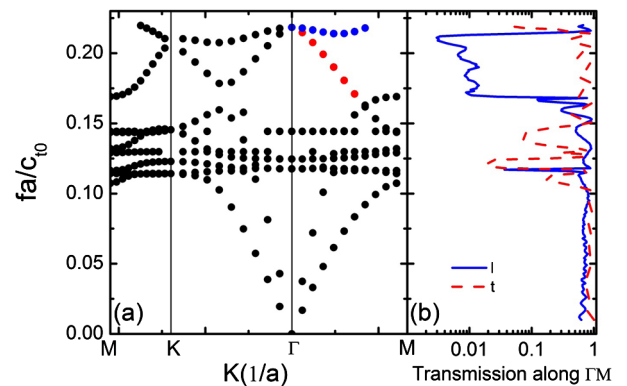 fa/c_t0
0.20
0.15
0.10
0.05
0.00
(a)
M K Γ M
K(1/a)
(b)
l
t
0.01 0.1 1
Transmission along ΓM